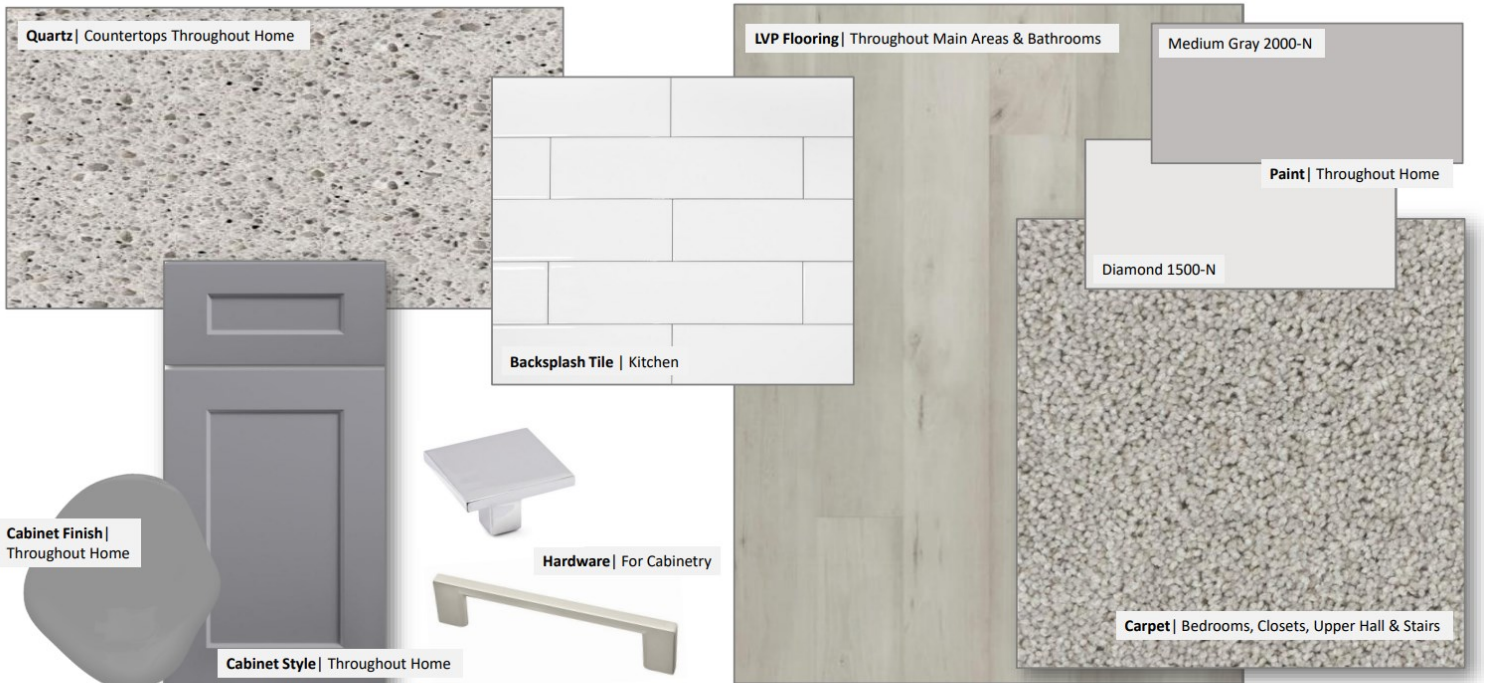 Quartz| Countertops Throughout Home
LVP Flooring| Throughout Main Areas & Bathrooms
Medium Gray 2000-N
Paint| Throughout Home
Diamond 1500-N
Backsplash Tile | Kitchen
Cabinet Finish|
Throughout Home
Hardware| For Cabinetry
Carpet| Bedrooms, Closets, Upper Hall & Stairs
Cabinet Style| Throughout Home